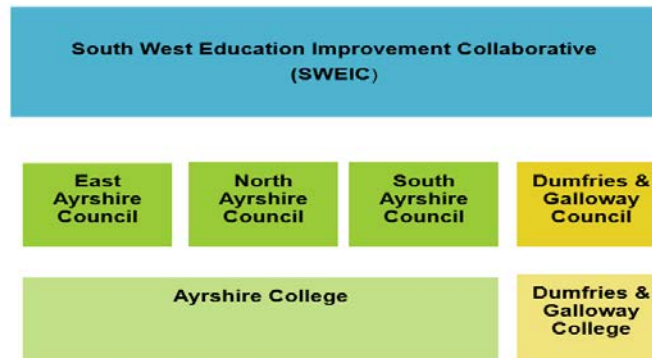 South West Education Improvement Collaborative
(SWEIC)
East
Ayrshire
Council
North
Ayrshire
Council
South
Ayrshire
Council
Dumfries &
Galloway
Council
Ayrshire College
Dumfries &
Galloway
College